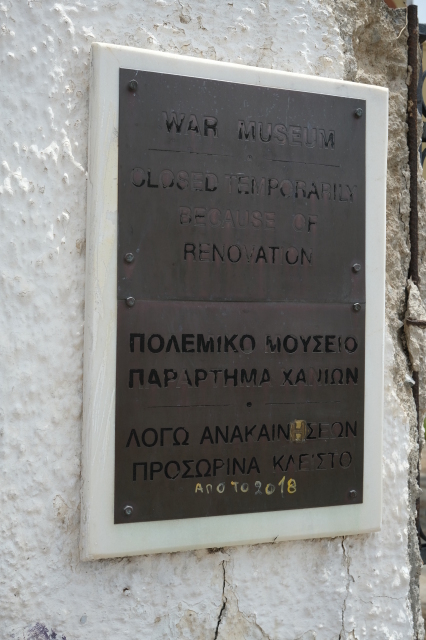 WAR MUSEUM
CLOSED TEMPORARILY
BECAUSE OF
RENOVATION
ΠΟΛΕΜΙΚΟ ΜΟΥΣΕΙΟ
ΠΑΡΑΡΤΗΜΑ ΧΑΝΙΩΝ
ΛΟΓΩ ΑΝΑΚΑΙΝΗΣΕΩΝ
ΠΡΟΣΩΡΙΝΑ ΚΛΕΙΣΤΟ
ΑΠΟ ΤΟ 2018